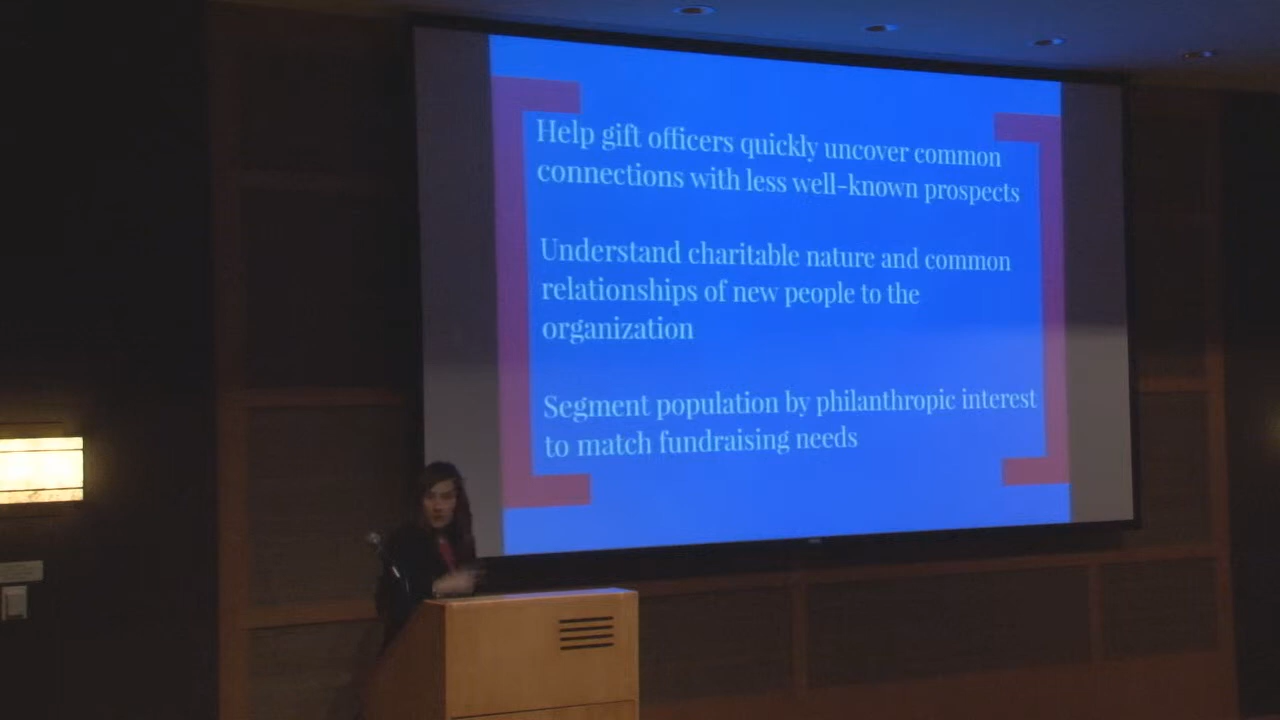 Help gift officers quickly uncover common
connections with less well-known prospects
Understand charitable nature and common
relationships of new people to the
organization
Segment population by philanthropic interest
to match fundraising needs